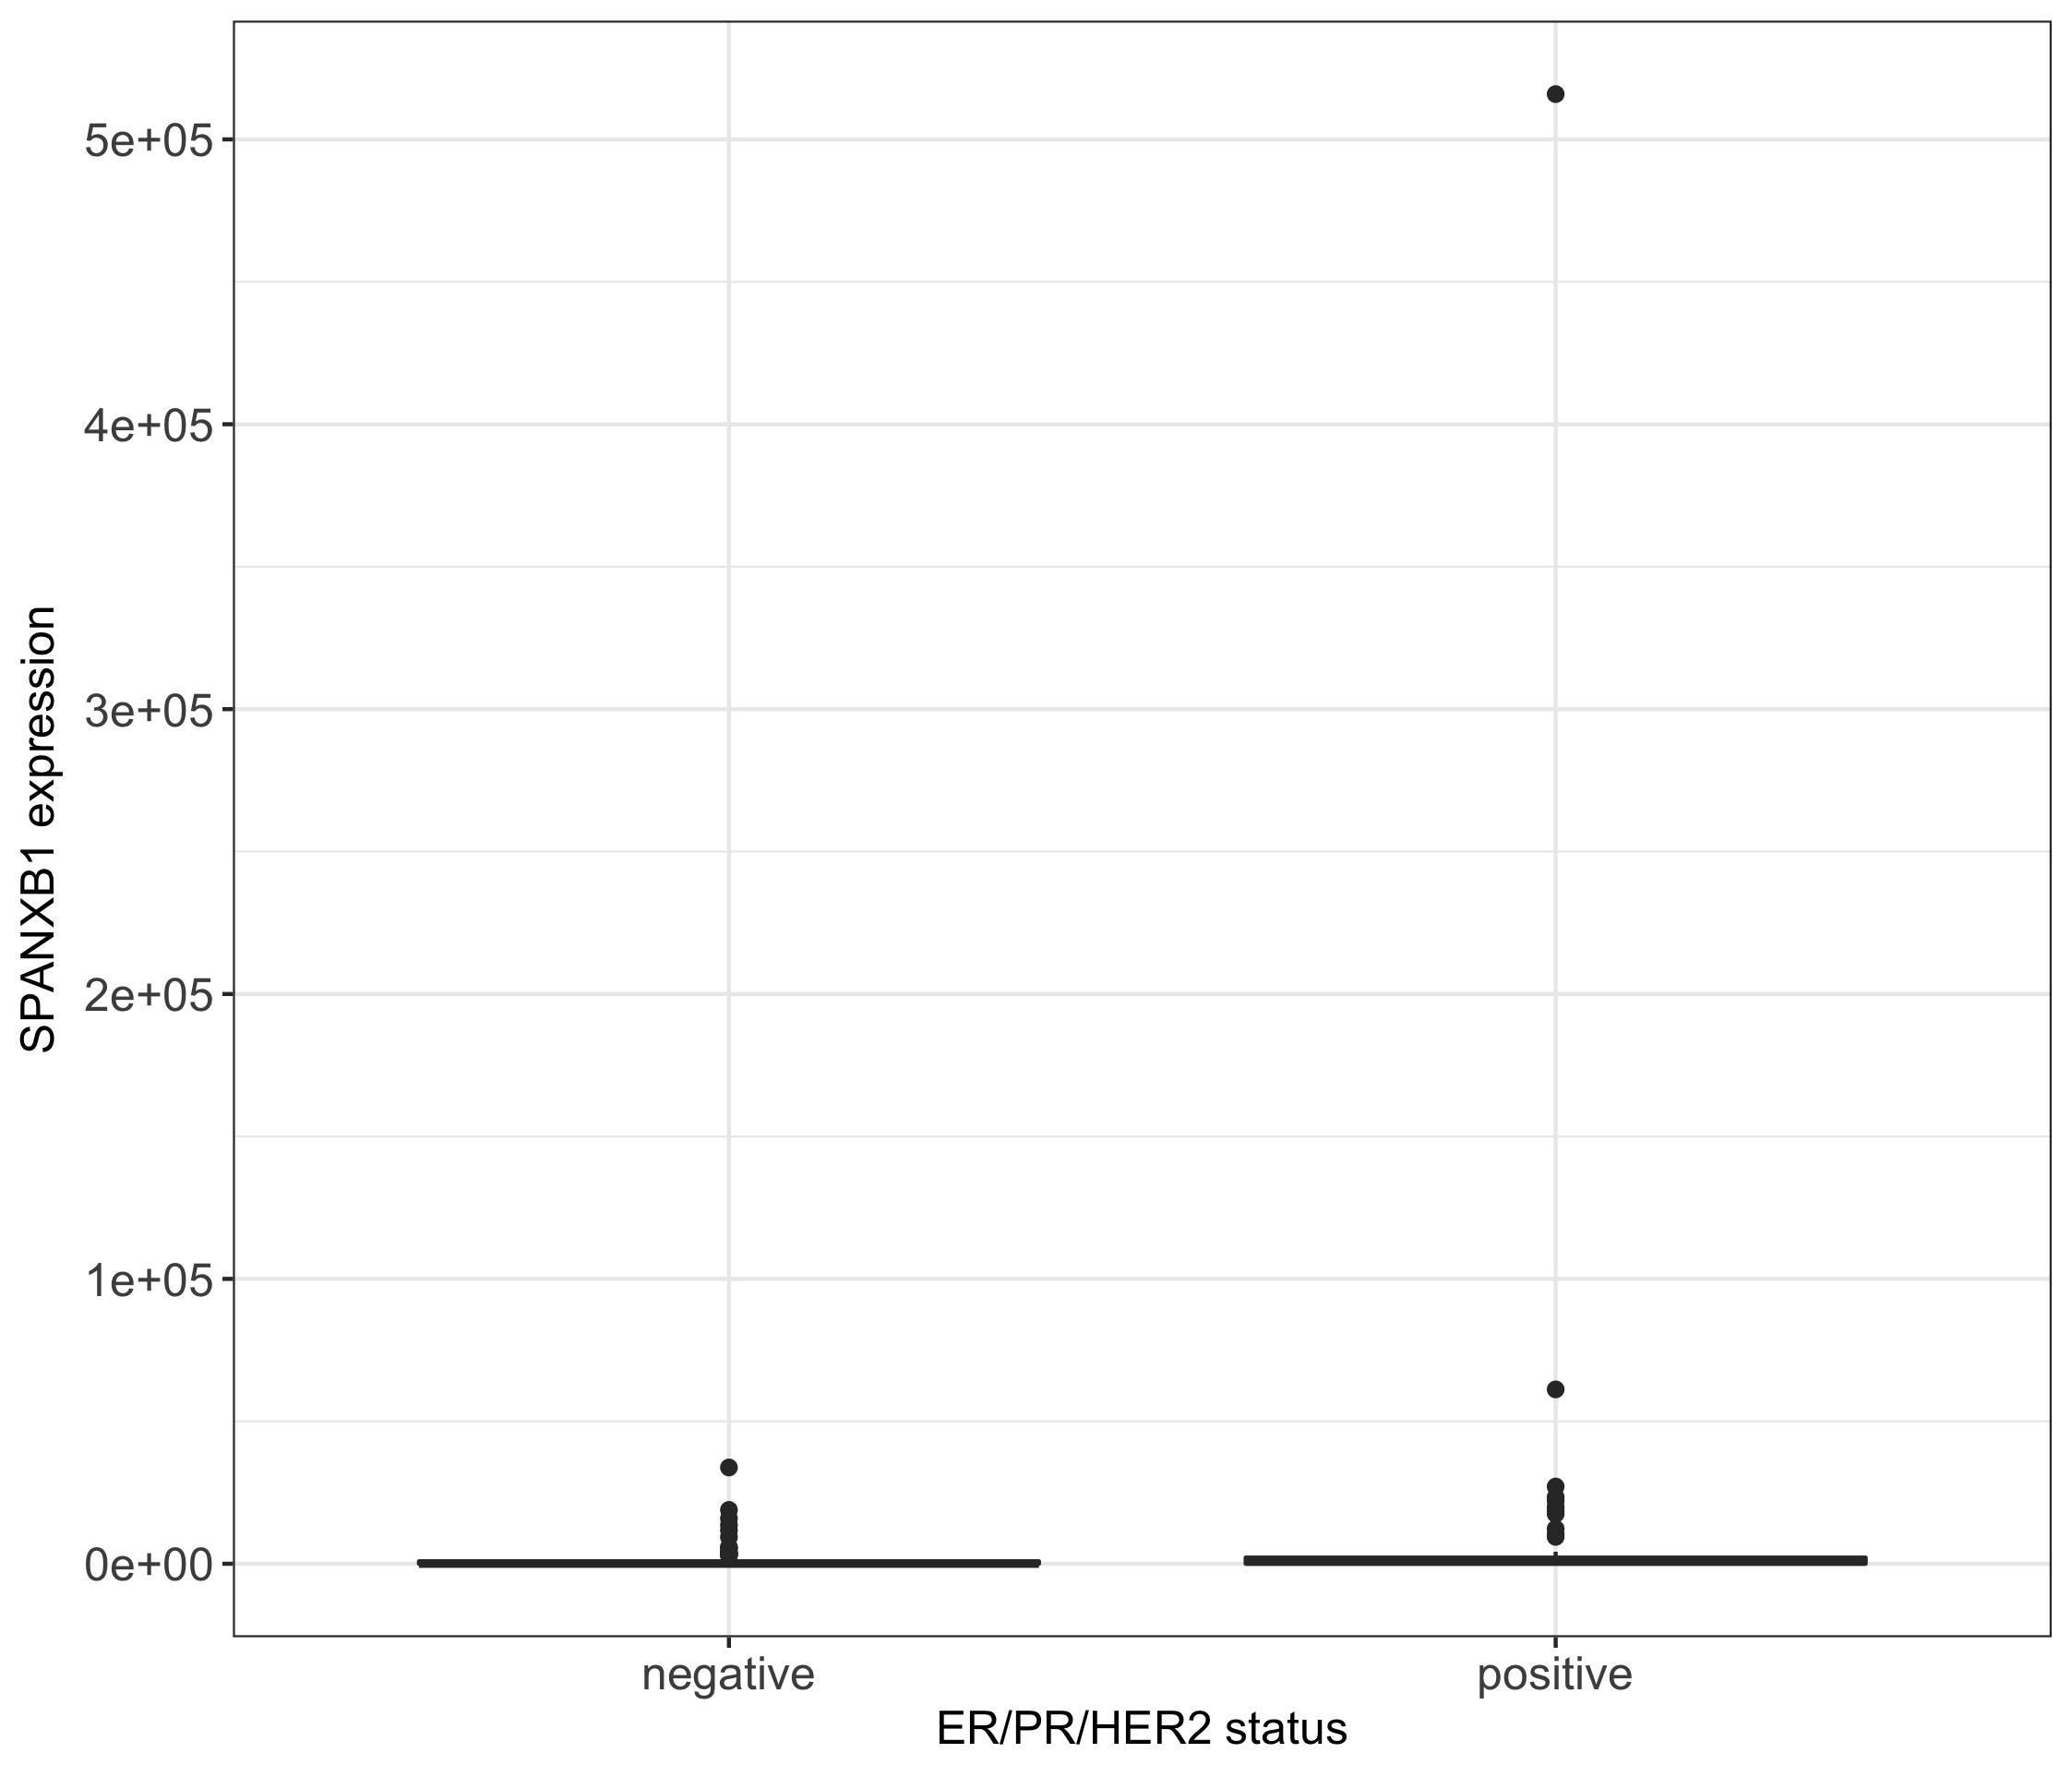 5e+05
4e+05
3e+05
2e+05
1e+05
0e+00
SPANXB1 expression
negative positive
ER/PR/HER2 status